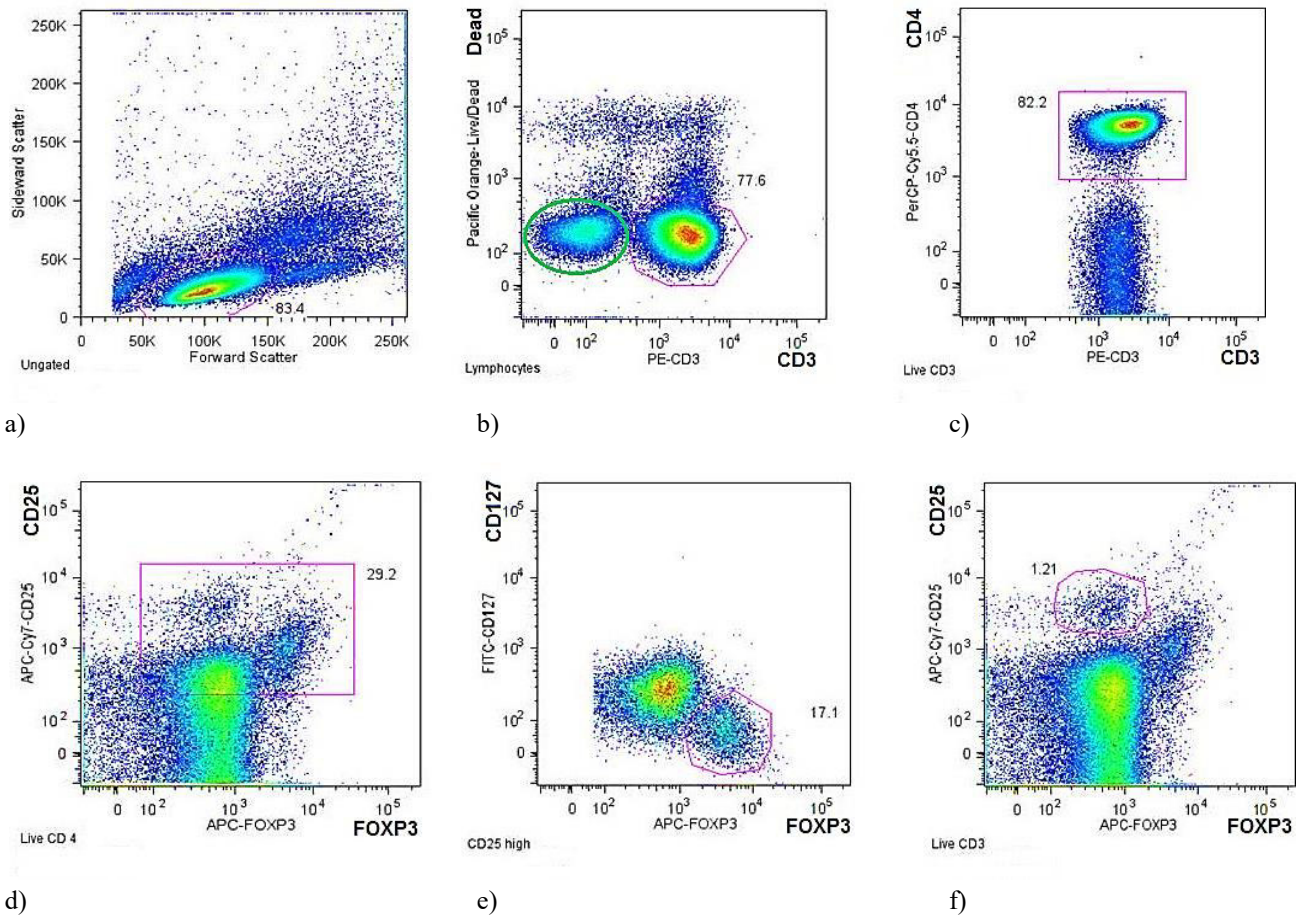 250K
200K
150K
100K
50K
0
Sideward Scatter
83.4
0 50K 100K 150K 200K 250K
Forward Scatter
Ungated
a)
Dead
Pacific Orange-Live/Dead
10^5
10^4
10^3
10^2
0
77.6
0 10^2 10^3 10^4 10^5
PE-CD3 CD3
Lymphocytes
b)
CD4
PerCP-Cy5.5-CD4
10^5
10^4
10^3
10^2
0
82.2
0 10^2 10^3 10^4 10^5
PE-CD3 CD3
Live CD3
c)
CD25
APC-Cy7-CD25
10^5
10^4
10^3
10^2
0
29.2
0 10^2 10^3 10^4 10^5
APC-FOXP3 FOXP3
Live CD 4
d)
CD127
FITC-CD127
10^5
10^4
10^3
10^2
0
17.1
0 10^2 10^3 10^4 10^5
APC-FOXP3 FOXP3
CD25 high
e)
CD25
APC-Cy7-CD25
10^5
10^4
10^3
10^2
0
1.21
0 10^2 10^3 10^4 10^5
APC-FOXP3 FOXP3
Live CD3
f)